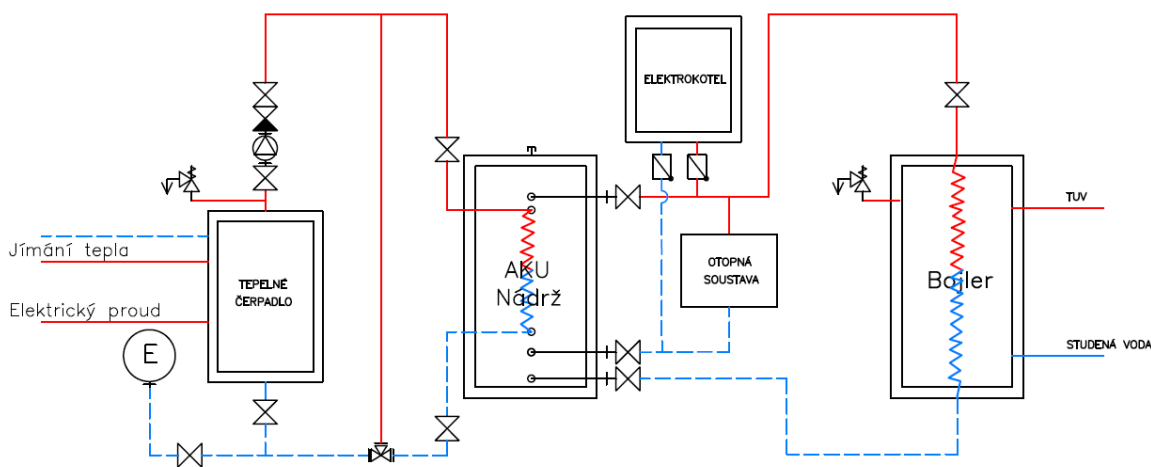 ELEKTROKOTEL
TUV
Jímání tepla
TEPELNÉ
ČERPADLO
AKU
Nádrž
OTOPNÁ
SOUSTAVA
Bojler
Elektrický proud
E
STUDENÁ VODA